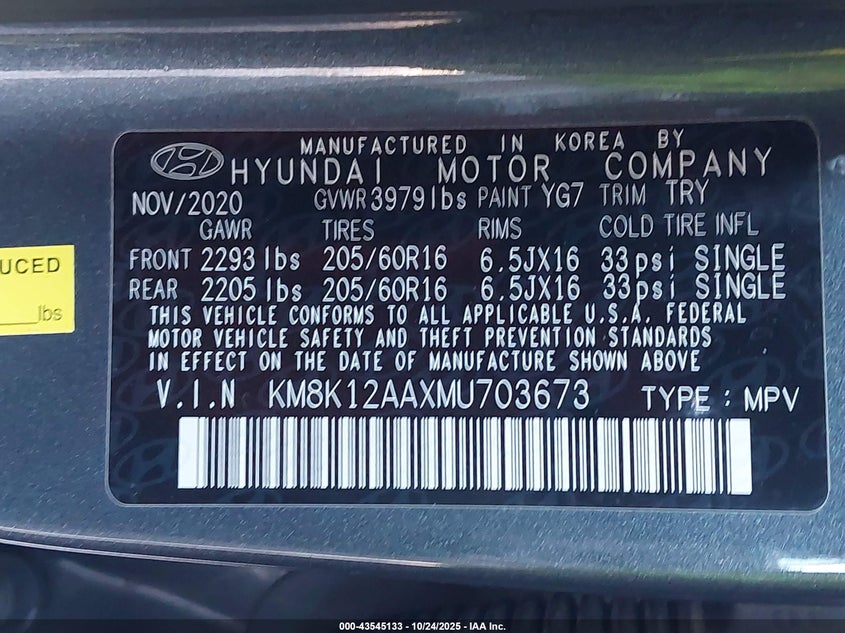 MANUFACTURED IN KOREA BY
HYUNDAI MOTOR COMPANY
NOV/2020 GVWR 3979lbs PAINT YG7 TRIM TRY
GAWR TIRES RIMS COLD TIRE INFL
FRONT 2293 lbs 205/60R16 6.5JX16 33psi SINGLE
REAR 2205 lbs 205/60R16 6.5JX16 33psi SINGLE
THIS VEHICLE CONFORMS TO ALL APPLICABLE U.S.A. FEDERAL
MOTOR VEHICLE SAFETY AND THEFT PREVENTION STANDARDS
IN EFFECT ON THE DATE OF MANUFACTURE SHOWN ABOVE
V.I.N KM8K12AAXMU703673 TYPE : MPV
UCED
lbs
000-43545133 - 10/24/2025 - IAA Inc.